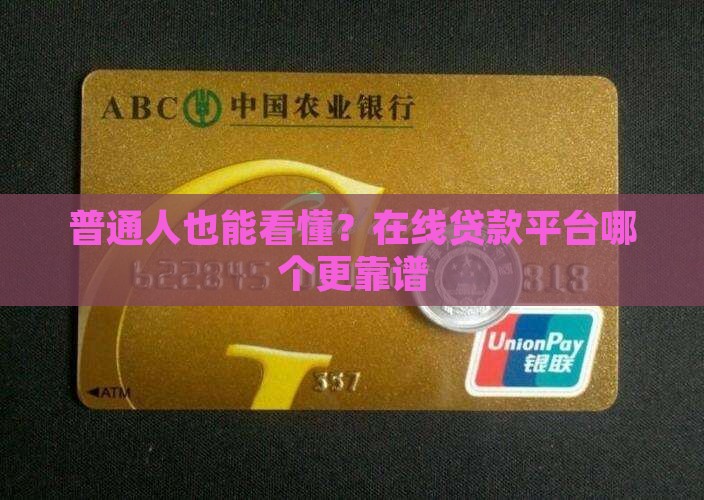 ABC 中国农业银行
普通人也能看懂？在线贷款平台哪
个更靠谱
622845 818
UnionPay
银联
337
◀ATM